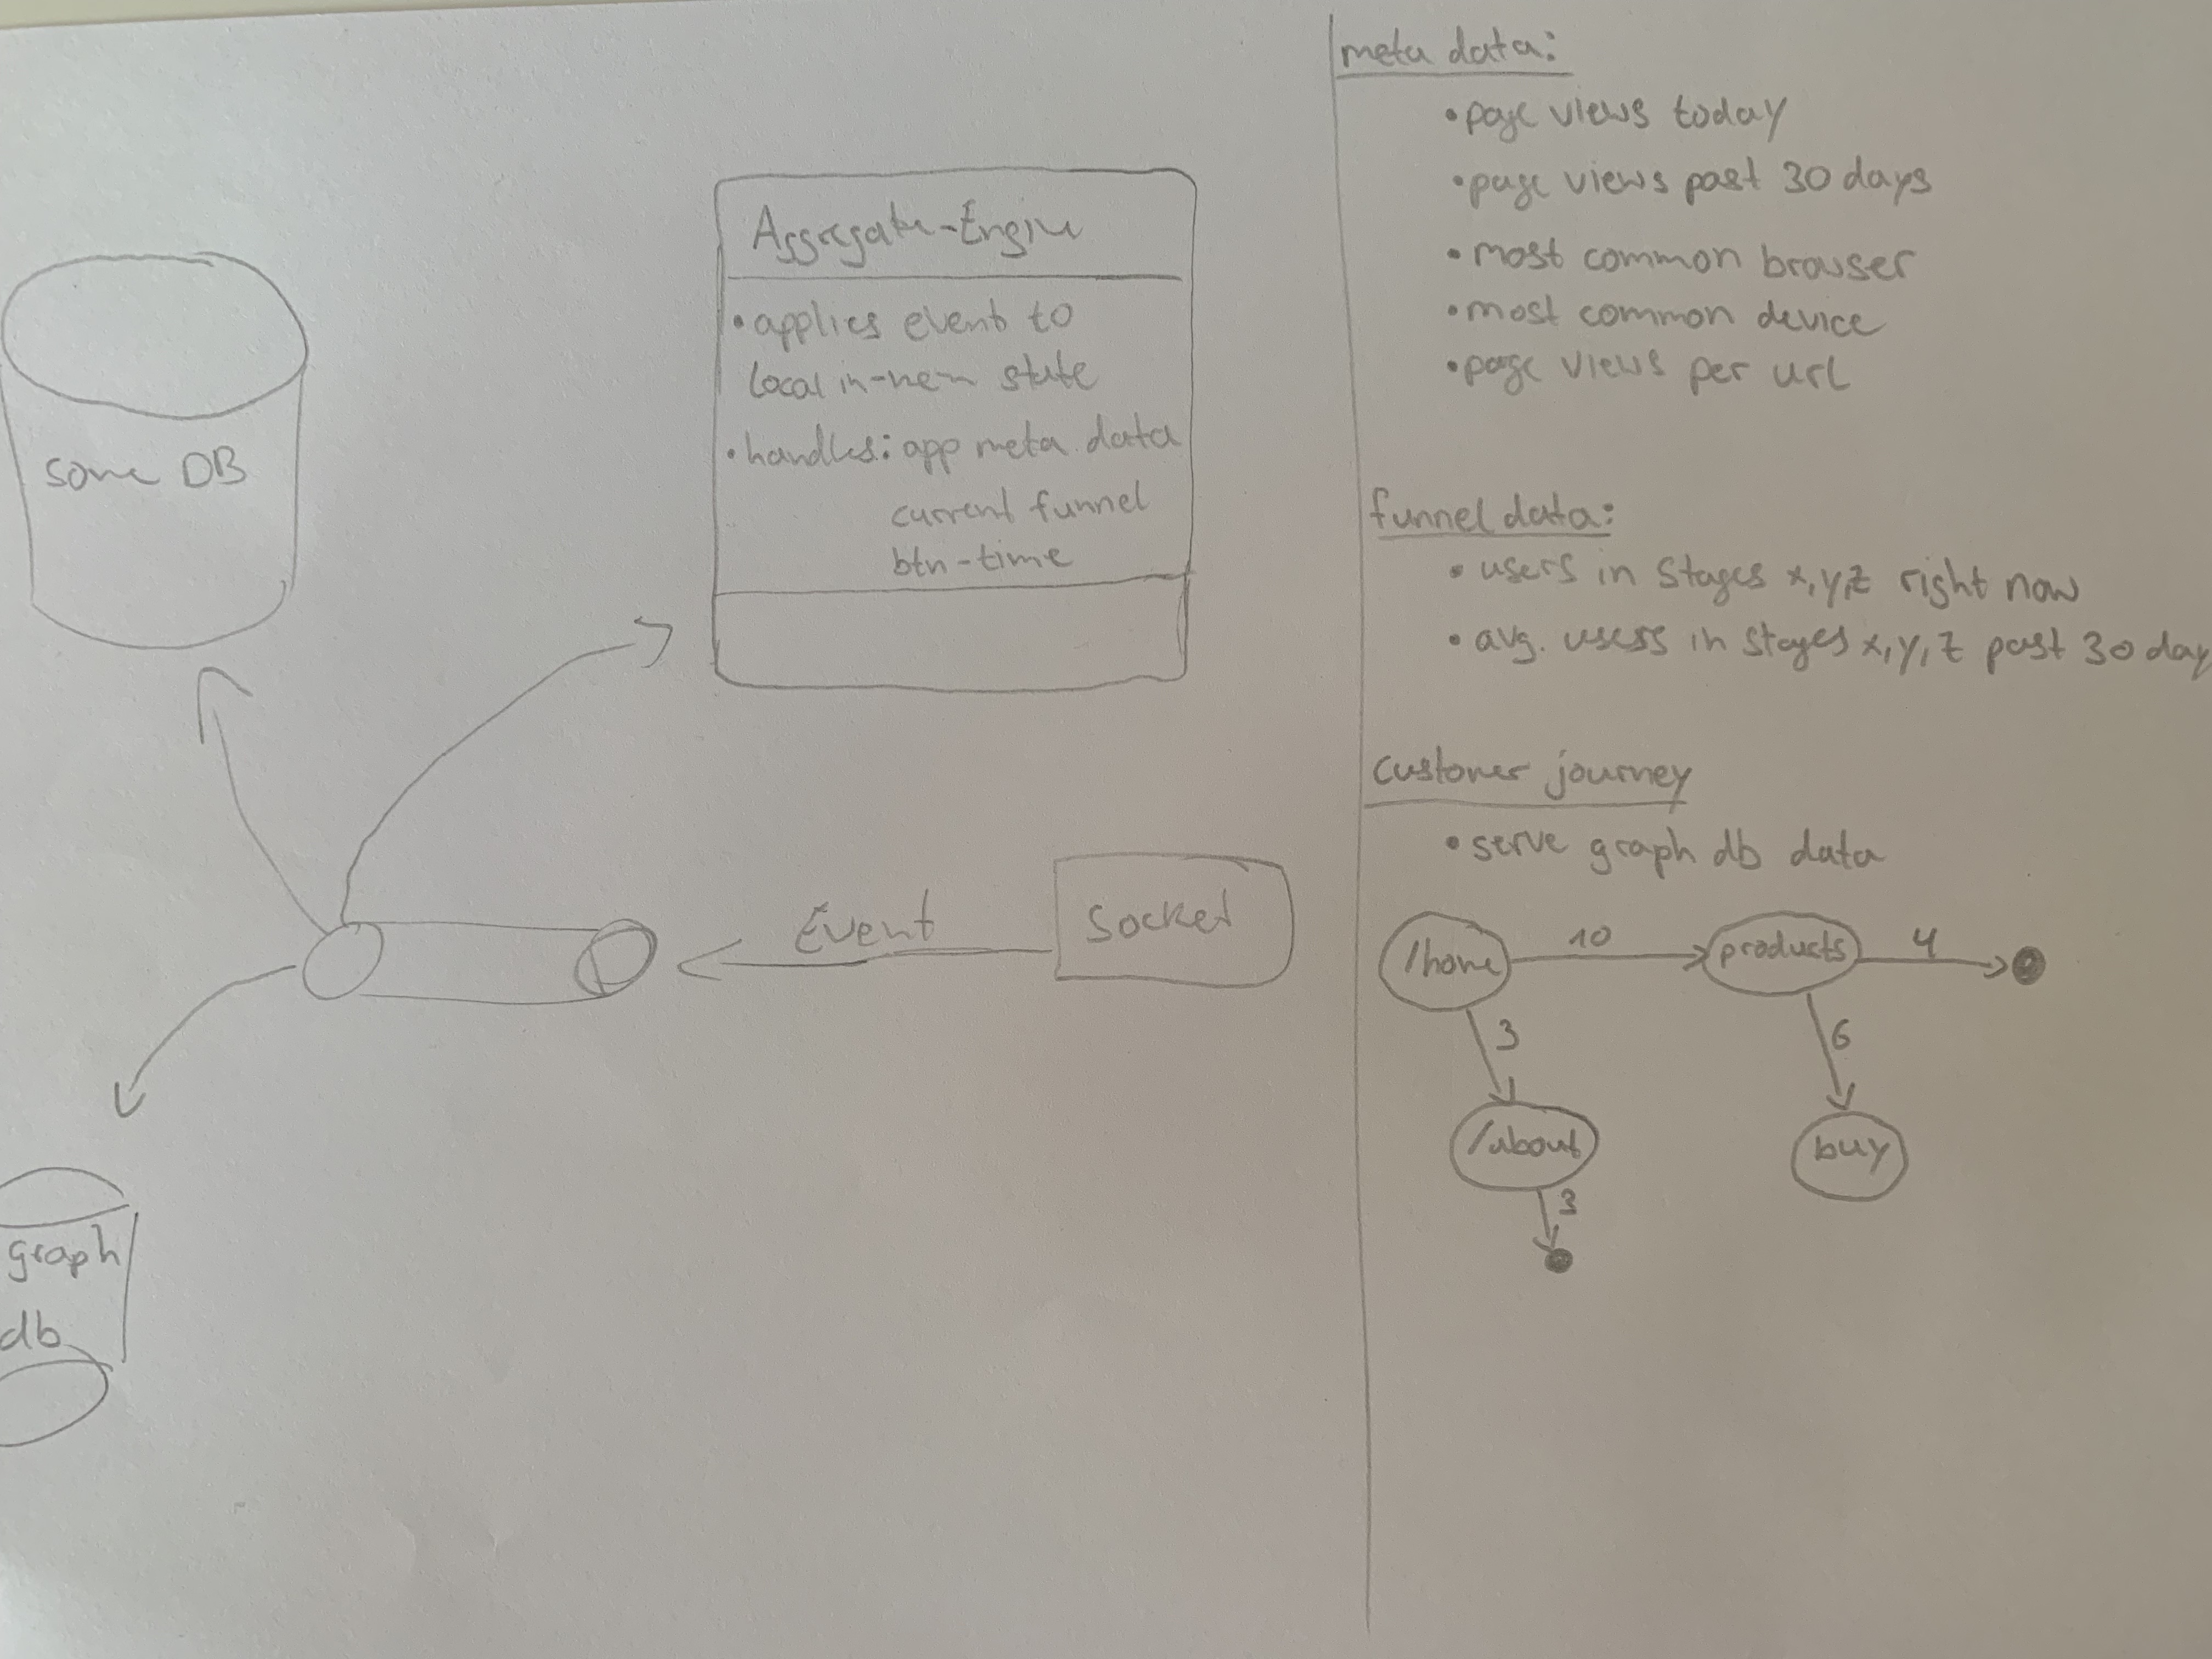 some DB
Aggregate-Engine
• applies event to
local in-mem state
• handles: app meta data
current funnel
btn-time
Event
Socket
graph
db
meta data:
• page views today
• page views past 30 days
• most common browser
• most common device
• page views per url
funnel data:
• users in stages x,y,z right now
• avg. users in stages x,y,z past 30 day
customer journey
• serve graph db data
/home
10
products
4
3
6
/about
buy
3